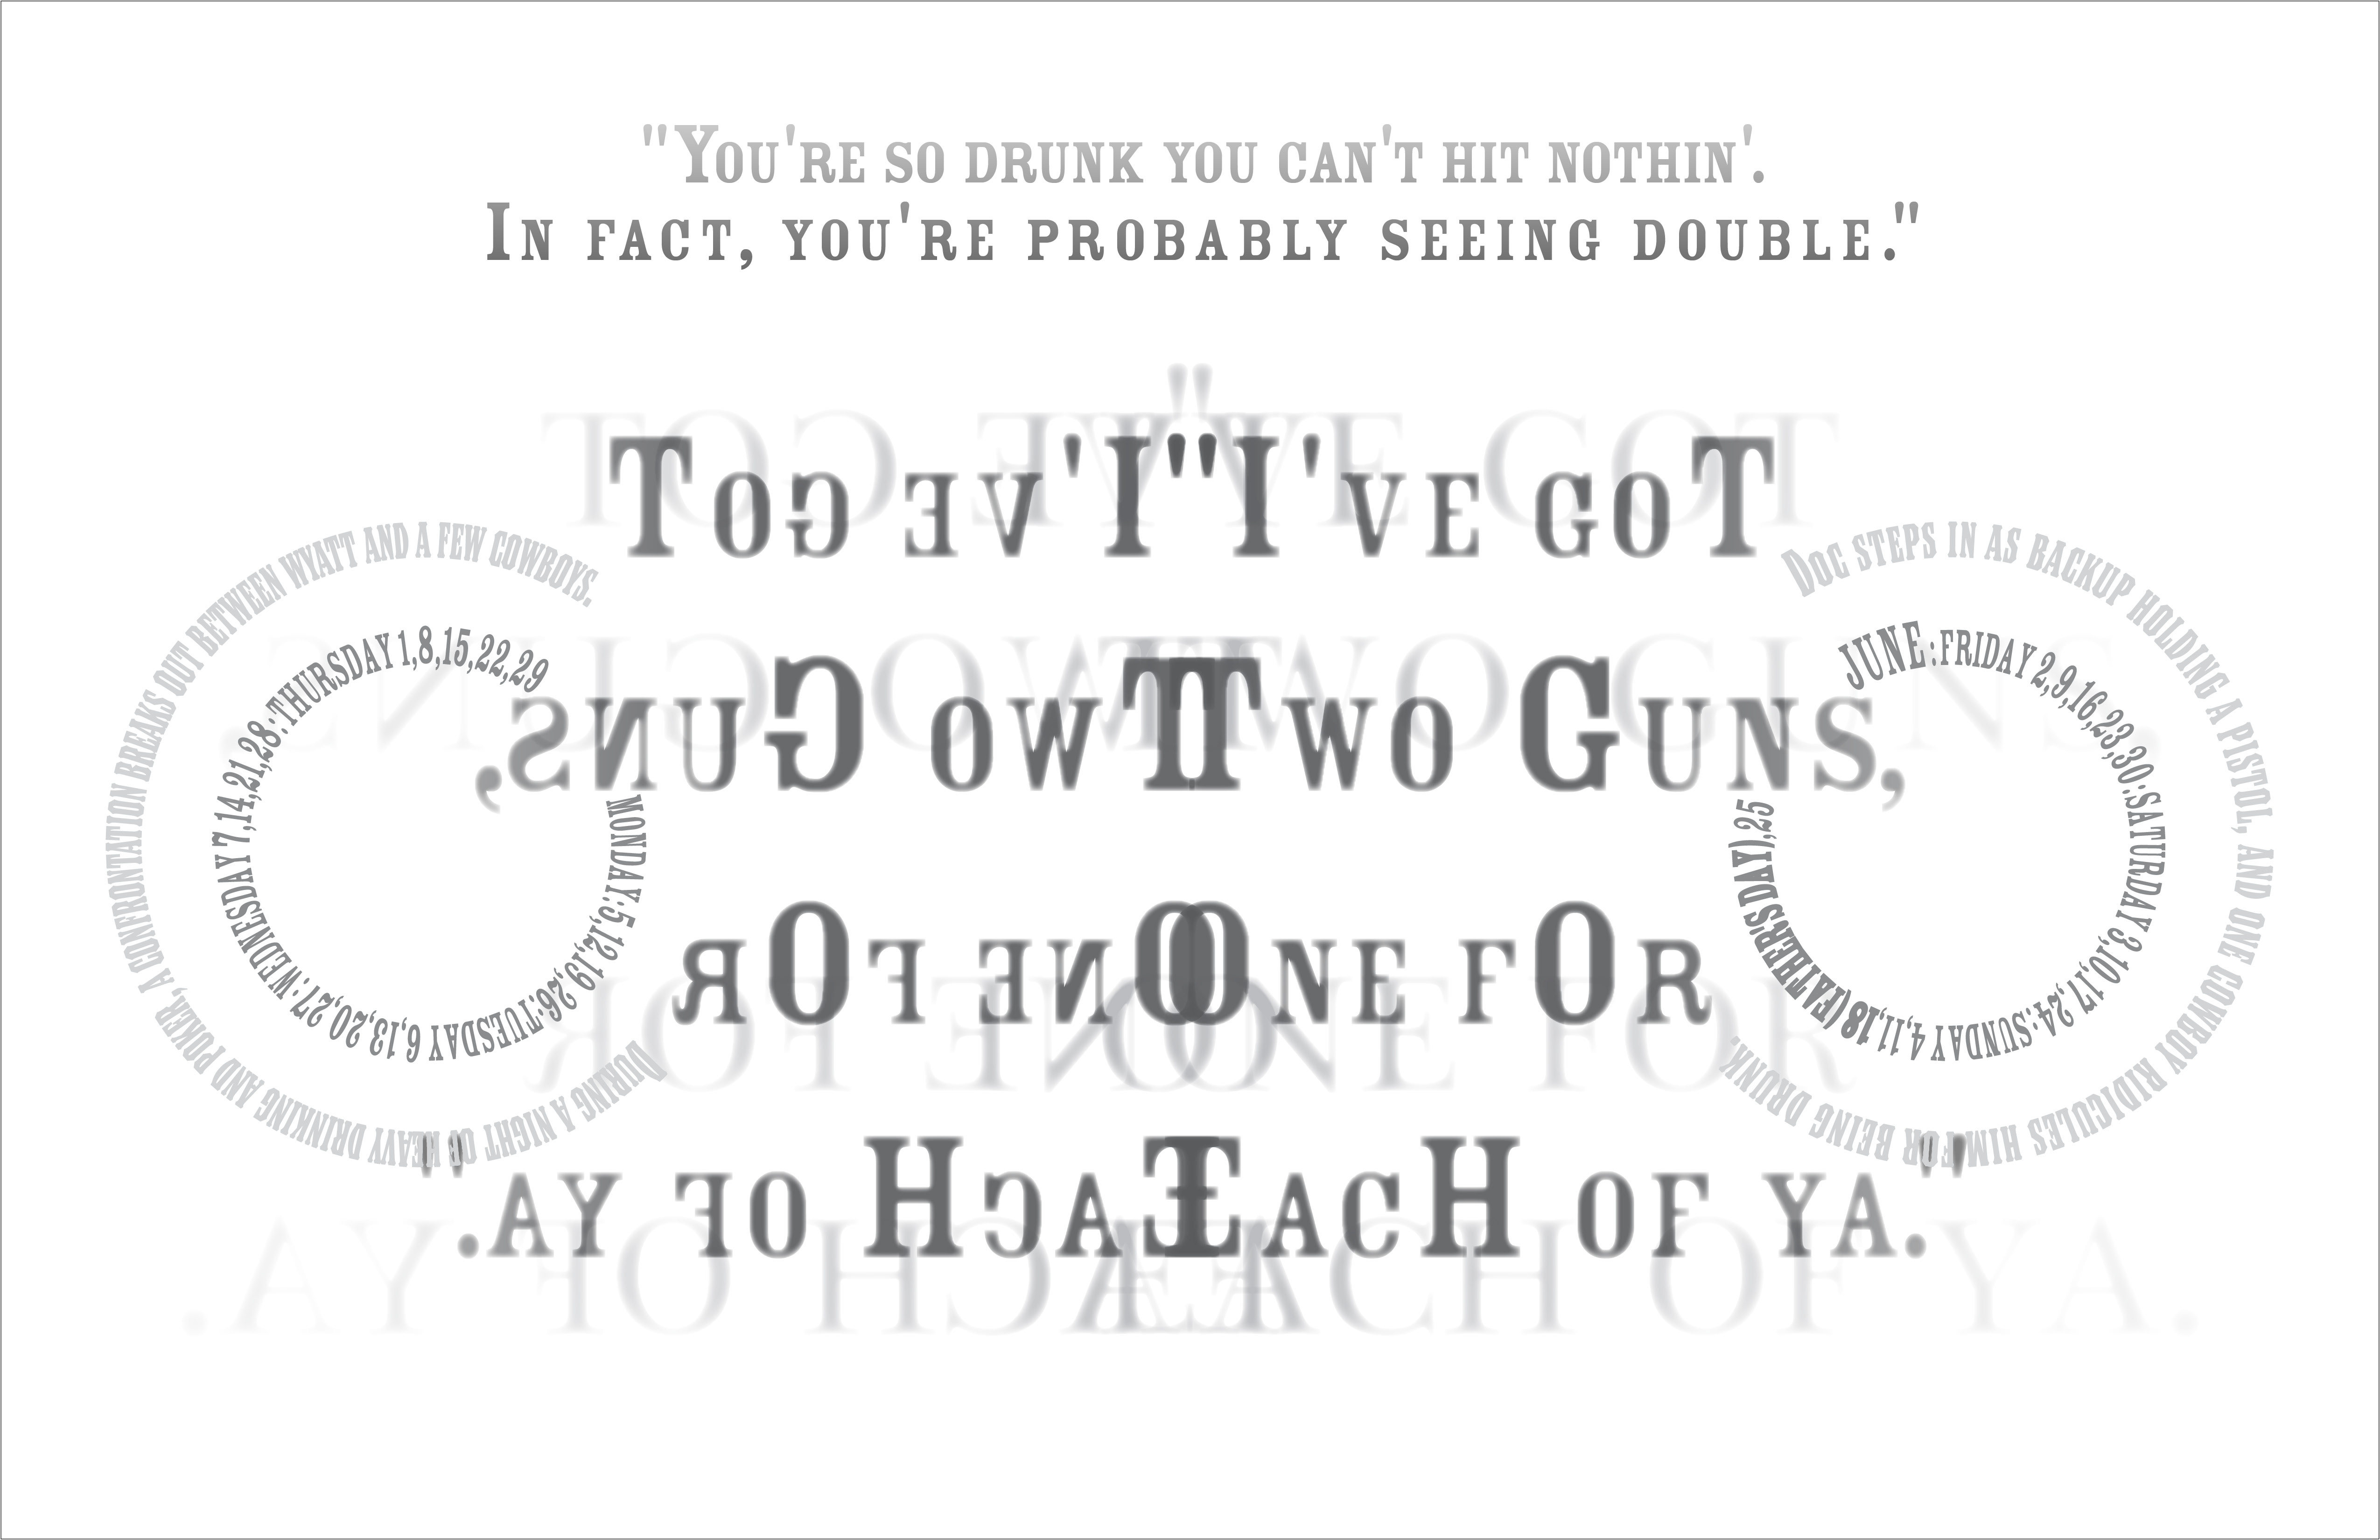 "You're so drunk you can't hit nothin'.
In fact, you're probably seeing double."
"I've goT
Two Guns,
One fOr
EacH of ya."
During a night of heavy drinking and poker, a confrontation breaks out between Wyatt and a few cowboys.
MONDAY:5,12,19,26:TUESDAY 6,13,20,27:WEDNESDAY 7,14,21,28:THURSDAY 1,8,15,22,29
Doc steps in as backup holding a pistol, and one cowboy ridicules him for being drunk
JUNE:FRIDAY 2,9,16,23,30:SATURDAY 3,10,17,24:SUNDAY 4,11,18(FATHER'S DAY),25